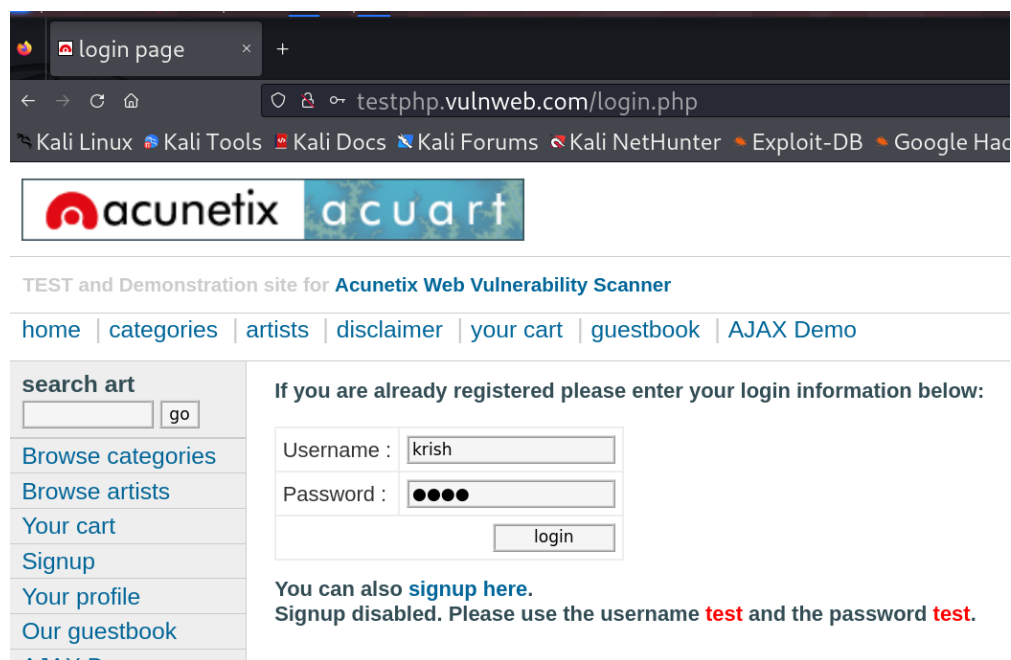 login page
testphp.vulnweb.com/login.php
Kali Linux Kali Tools Kali Docs Kali Forums Kali NetHunter Exploit-DB Google Hac
acunetix acuart
TEST and Demonstration site for Acunetix Web Vulnerability Scanner
home | categories | artists | disclaimer | your cart | guestbook | AJAX Demo
search art
go
Browse categories
Browse artists
Your cart
Signup
Your profile
Our guestbook
If you are already registered please enter your login information below:
Username : krish
Password : ●●●●
login
You can also signup here.
Signup disabled. Please use the username test and the password test.